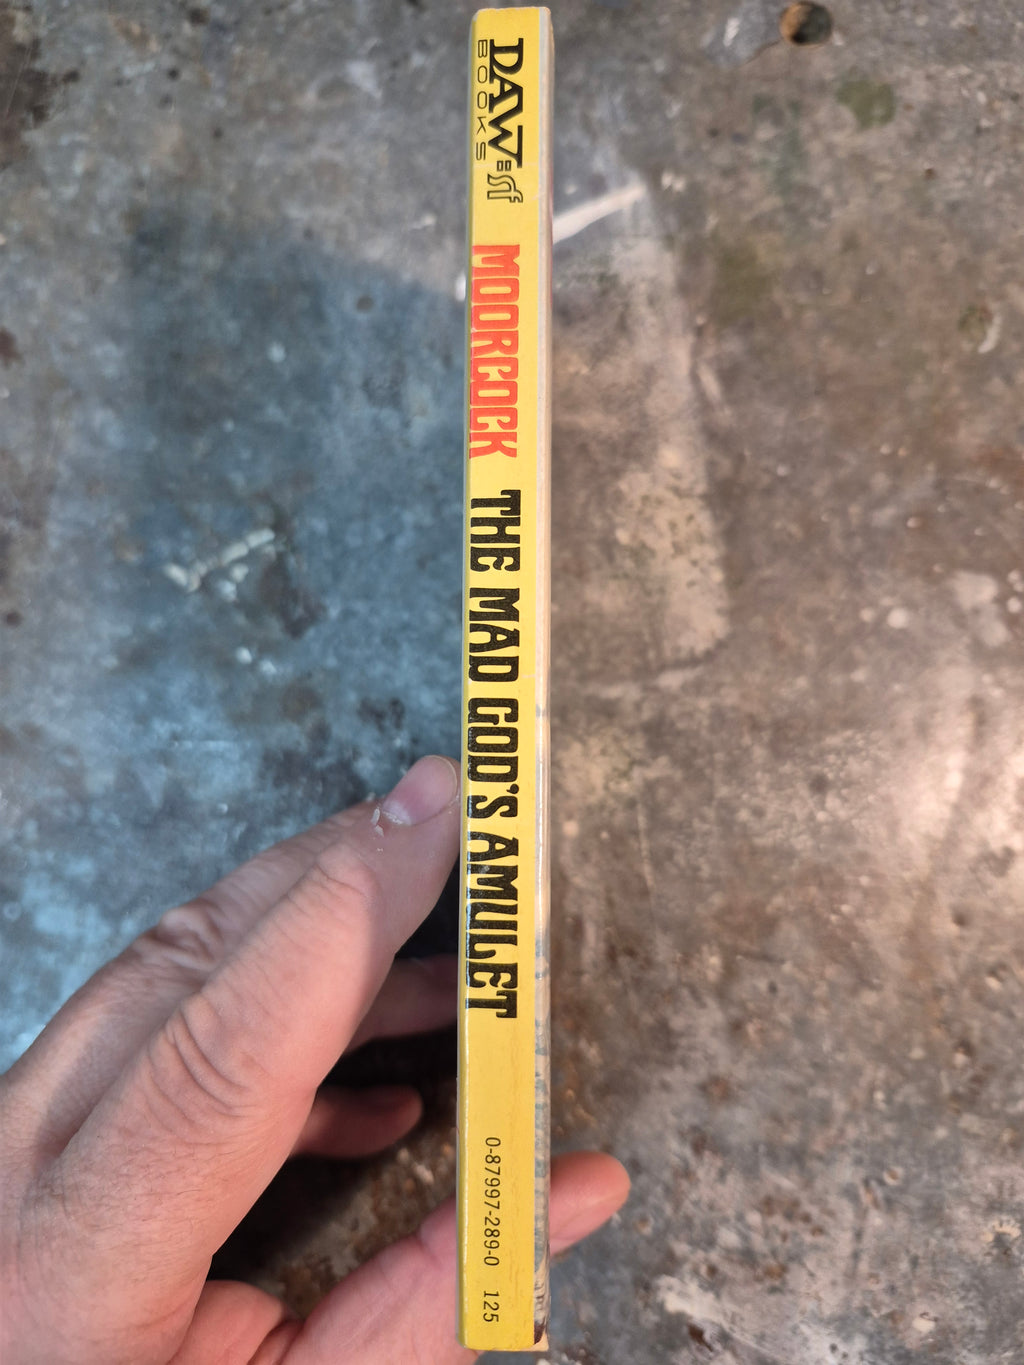 DAW:sf
BOOKS
MOORCOCK THE MAD GOD'S AMULET
0-87997-289-0 125